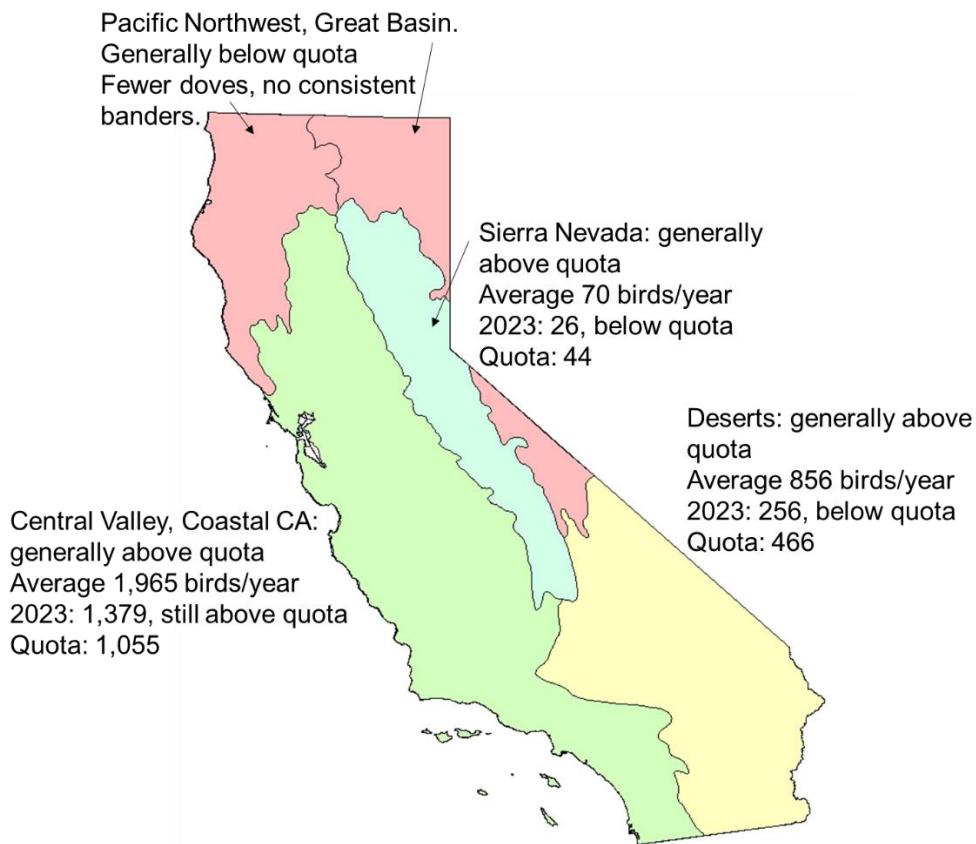 Pacific Northwest, Great Basin.
Generally below quota
Fewer doves, no consistent
banders.
Sierra Nevada: generally
above quota
Average 70 birds/year
2023: 26, below quota
Quota: 44
Deserts: generally above
quota
Average 856 birds/year
2023: 256, below quota
Quota: 466
Central Valley, Coastal CA:
generally above quota
Average 1,965 birds/year
2023: 1,379, still above quota
Quota: 1,055